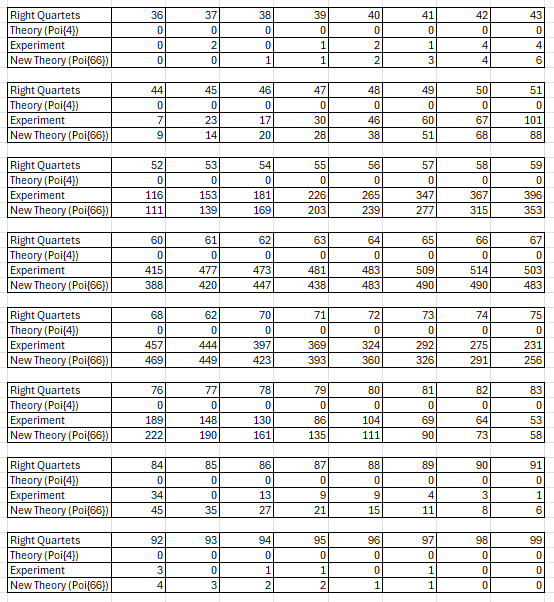 Right Quartets 36 37 38 39 40 41 42 43
Theory (Poi{4}) 0 0 0 0 0 0 0 0
Experiment 0 2 0 1 2 1 4 4
New Theory (Poi{66}) 0 0 1 1 2 3 4 6
Right Quartets 44 45 46 47 48 49 50 51
Theory (Poi{4}) 0 0 0 0 0 0 0 0
Experiment 7 23 17 30 46 60 67 101
New Theory (Poi{66}) 9 14 20 28 38 51 68 88
Right Quartets 52 53 54 55 56 57 58 59
Theory (Poi{4}) 0 0 0 0 0 0 0 0
Experiment 116 153 181 226 265 347 367 396
New Theory (Poi{66}) 111 139 169 203 239 277 315 353
Right Quartets 60 61 62 63 64 65 66 67
Theory (Poi{4}) 0 0 0 0 0 0 0 0
Experiment 415 477 473 481 483 509 514 503
New Theory (Poi{66}) 388 420 447 438 483 490 490 483
Right Quartets 68 62 70 71 72 73 74 75
Theory (Poi{4}) 0 0 0 0 0 0 0 0
Experiment 457 444 397 369 324 292 275 231
New Theory (Poi{66}) 469 449 423 393 360 326 291 256
Right Quartets 76 77 78 79 80 81 82 83
Theory (Poi{4}) 0 0 0 0 0 0 0 0
Experiment 189 148 130 86 104 69 64 53
New Theory (Poi{66}) 222 190 161 135 111 90 73 58
Right Quartets 84 85 86 87 88 89 90 91
Theory (Poi{4}) 0 0 0 0 0 0 0 0
Experiment 34 0 13 9 9 4 3 1
New Theory (Poi{66}) 45 35 27 21 15 11 8 6
Right Quartets 92 93 94 95 96 97 98 99
Theory (Poi{4}) 0 0 0 0 0 0 0 0
Experiment 3 0 1 1 0 1 0 0
New Theory (Poi{66}) 4 3 2 2 1 1 0 0